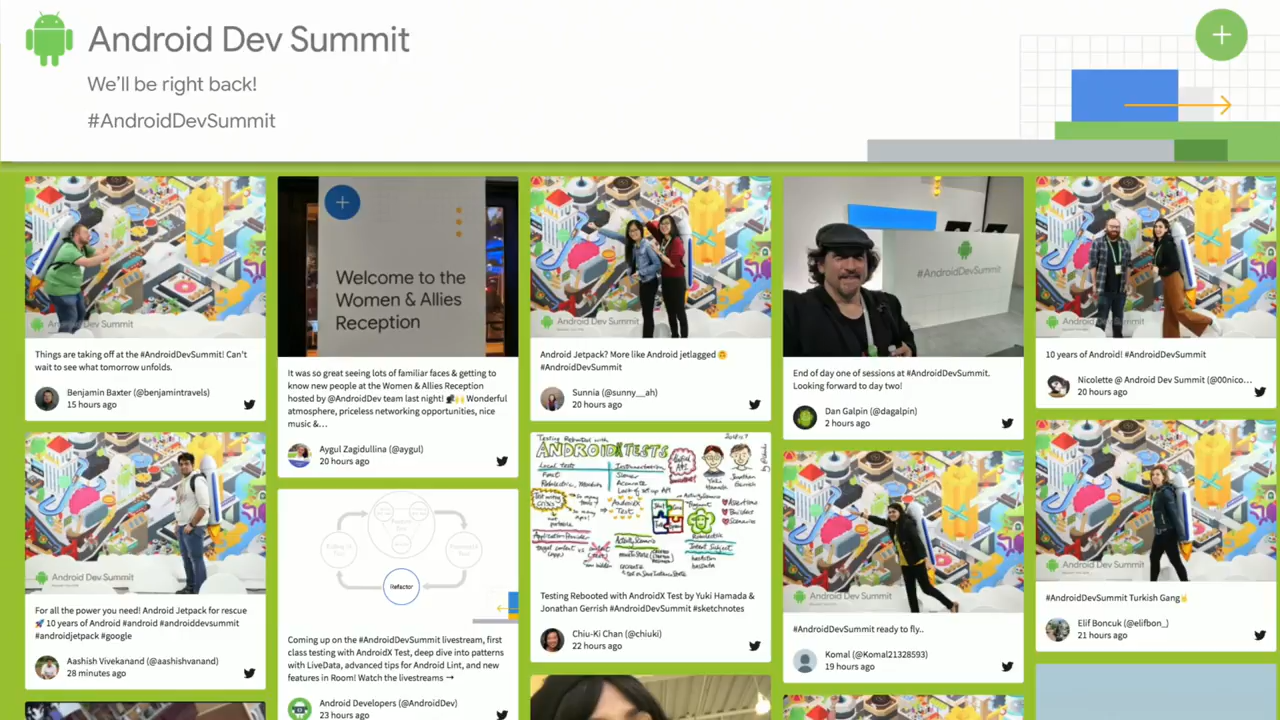 Android Dev Summit
We'll be right back!
#AndroidDevSummit
Android Dev Summit
Things are taking off at the #AndroidDevSummit! Can't
wait to see what tomorrow unfolds.
Benjamin Baxter (@benjamintravels)
15 hours ago
Android Dev Summit
For all the power you need! Android Jetpack for rescue
🚀 10 years of Android #android #androiddevsummit
#androidjetpack #google
Aashish Vivekanand (@aashishvanand)
28 minutes ago
Welcome to the
Women & Allies
Reception
It was so great seeing lots of familiar faces & getting to
know new people at the Women & Allies Reception
hosted by @AndroidDev team last night! 🙌 Wonderful
atmosphere, priceless networking opportunities, nice
music &…
Aygul Zagidullina (@aygul)
20 hours ago
Refactor
Coming up on the #AndroidDevSummit livestream, first
class testing with AndroidX Test, deep dive into patterns
with LiveData, advanced tips for Android Lint, and new
features in Room! Watch the livestreams →
Android Developers (@AndroidDev)
23 hours ago
Android Dev Summit
Android Jetpack? More like Android jetlagged 🙃
#AndroidDevSummit
Sunnia (@sunny__ah)
20 hours ago
Testing Rebooted with
ANDROIDX TESTS
Local tests
Instrumentation
Testing Rebooted with AndroidX Test by Yuki Hamada &
Jonathan Gerrish #AndroidDevSummit #sketchnotes
Chiu-Ki Chan (@chiuki)
22 hours ago
#AndroidDevSummit
End of day one of sessions at #AndroidDevSummit.
Looking forward to day two!
Dan Galpin (@dagalpin)
2 hours ago
Android Dev Summit
#AndroidDevSummit ready to fly..
Komal (@Komal21328593)
19 hours ago
Android Dev Summit
10 years of Android! #AndroidDevSummit
Nicolette @ Android Dev Summit (@00nico...
20 hours ago
Android Dev Summit
#AndroidDevSummit Turkish Gang
Elif Boncuk (@elifbon_)
21 hours ago